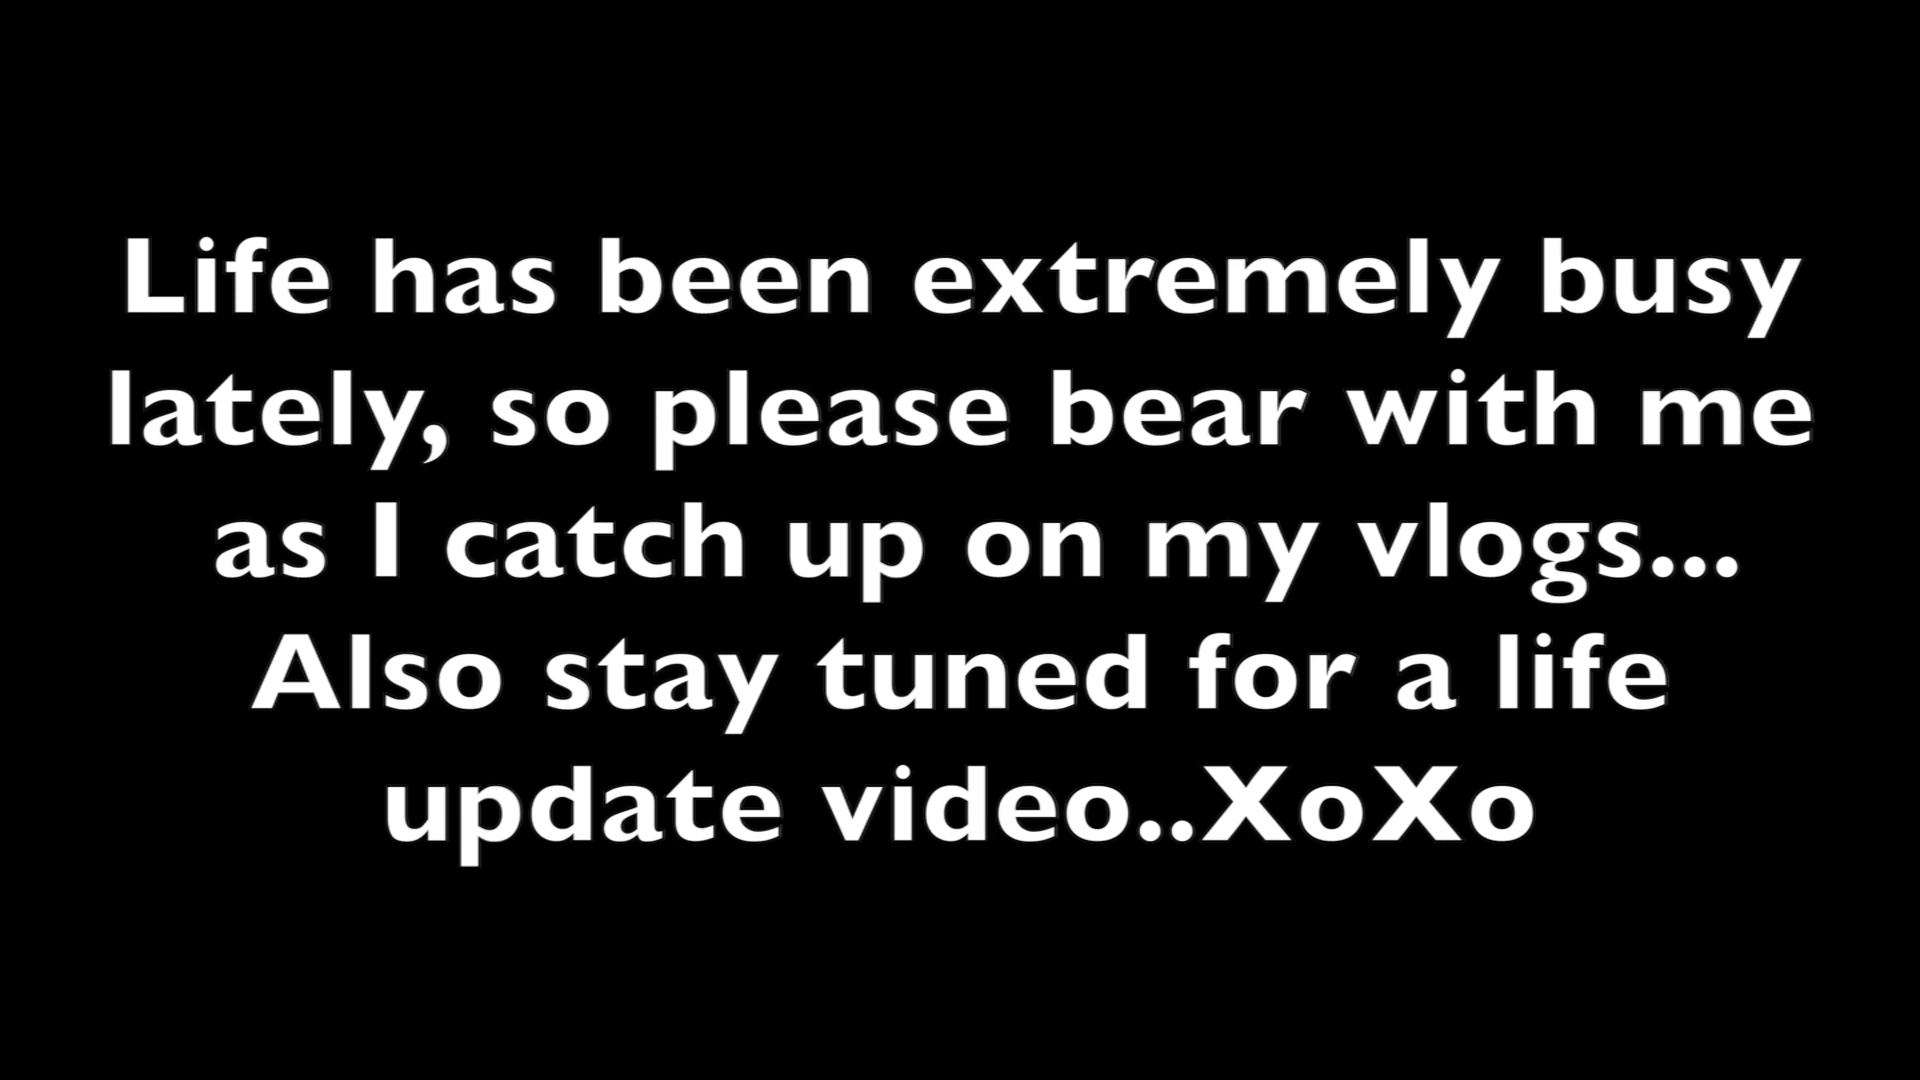 Life has been extremely busy
lately, so please bear with me
as I catch up on my vlogs...
Also stay tuned for a life
update video..XoXo